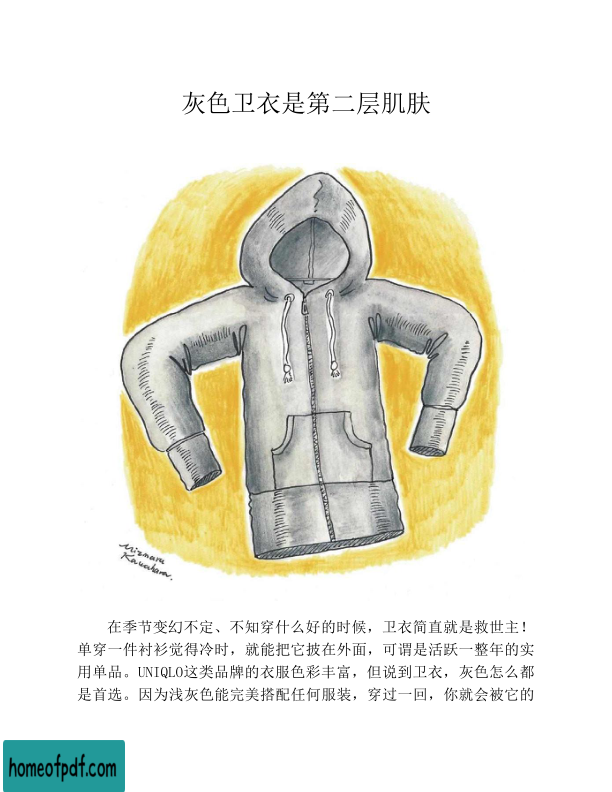 灰色卫衣是第二层肌肤
Mizmaru
Kawahara.
在季节变幻不定、不知穿什么好的时候，卫衣简直就是救世主！
单穿一件衬衫觉得冷时，就能把它披在外面，可谓是活跃一整年的实
用单品。UNIQLO这类品牌的衣服色彩丰富，但说到卫衣，灰色怎么都
是首选。因为浅灰色能完美搭配任何服装，穿过一回，你就会被它的
homeofpdf.com